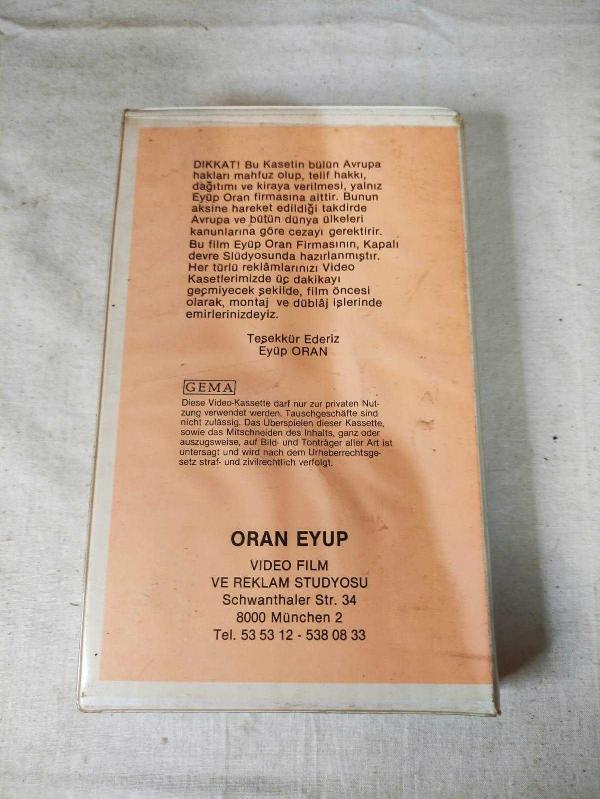 DIKKAT! Bu Kasetin bülün Avrupa
hakları mahfuz olup, telif hakkı,
dağıtımı ve kiraya verilmesi, yalnız
Eyüp Oran firmasına aittir. Bunun
aksine hareket edildiği takdirde
Avrupa ve bütün dünya ülkeleri
kanunlarına göre cezayı gerektirir.
Bu film Eyüp Oran Firmasının, Kapalı
devre Slüdyosunda hazırlanmıştır.
Her türlü reklâmlarınızı Video
Kasetlerimizde üç dakikayı
geçmiyecek şekilde, film öncesi
olarak, montaj ve düblâj işlerinde
emirlerinizdeyiz.
Teşekkür Ederiz
Eyüp ORAN
GEMA
Diese Video-Kassette darf nur zur privaten Nut-
zung verwendet werden. Tauschgeschäfte sind
nicht zulässig. Das Überspielen dieser Kassette,
sowie das Mitschneiden des Inhalts, ganz oder
auszugsweise, auf Bild- und Tonträger aller Art ist
untersagt und wird nach dem Urheberrechtsge-
setz straf- und zivilrechtlich verfolgt.
ORAN EYUP
VIDEO FILM
VE REKLAM STUDYOSU
Schwanthaler Str. 34
8000 München 2
Tel. 53 53 12 - 538 08 33